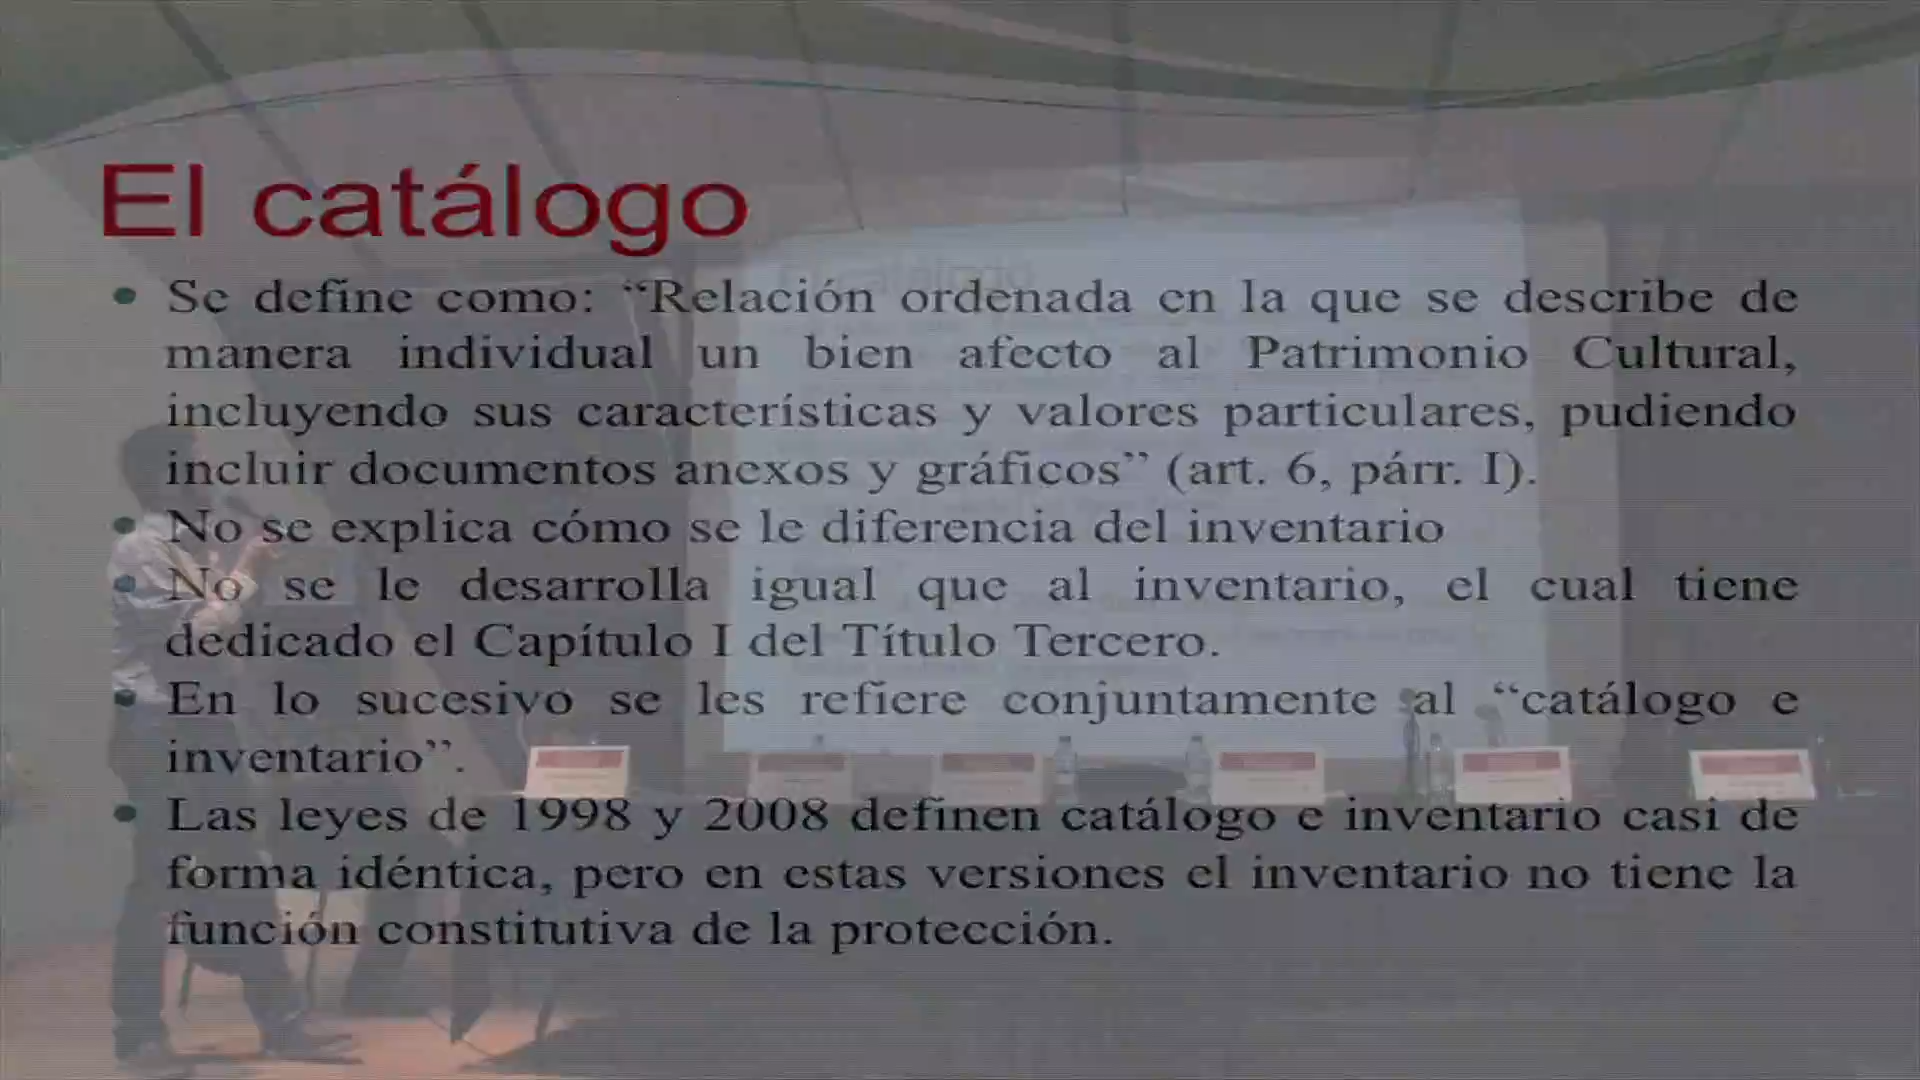 El catálogo
• Se define como: “Relación ordenada en la que se describe de
manera individual un bien afecto al Patrimonio Cultural,
incluyendo sus características y valores particulares, pudiendo
incluir documentos anexos y gráficos” (art. 6, párr. I).
• No se explica cómo se le diferencia del inventario
• No se le desarrolla igual que al inventario, el cual tiene
dedicado el Capítulo I del Título Tercero.
• En lo sucesivo se les refiere conjuntamente al “catálogo e
inventario”.
• Las leyes de 1998 y 2008 definen catálogo e inventario casi de
forma idéntica, pero en estas versiones el inventario no tiene la
función constitutiva de la protección.